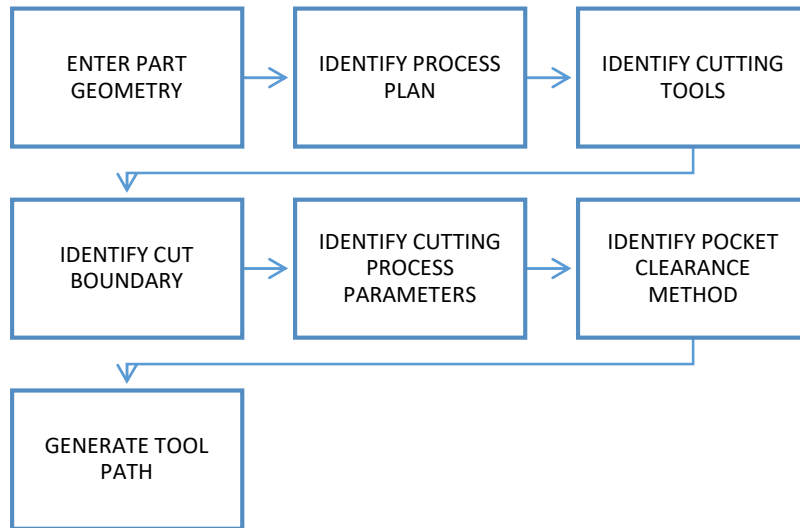 ENTER PART
GEOMETRY
IDENTIFY PROCESS
PLAN
IDENTIFY CUTTING
TOOLS
IDENTIFY CUT
BOUNDARY
IDENTIFY CUTTING
PROCESS
PARAMETERS
IDENTIFY POCKET
CLEARANCE
METHOD
GENERATE TOOL
PATH